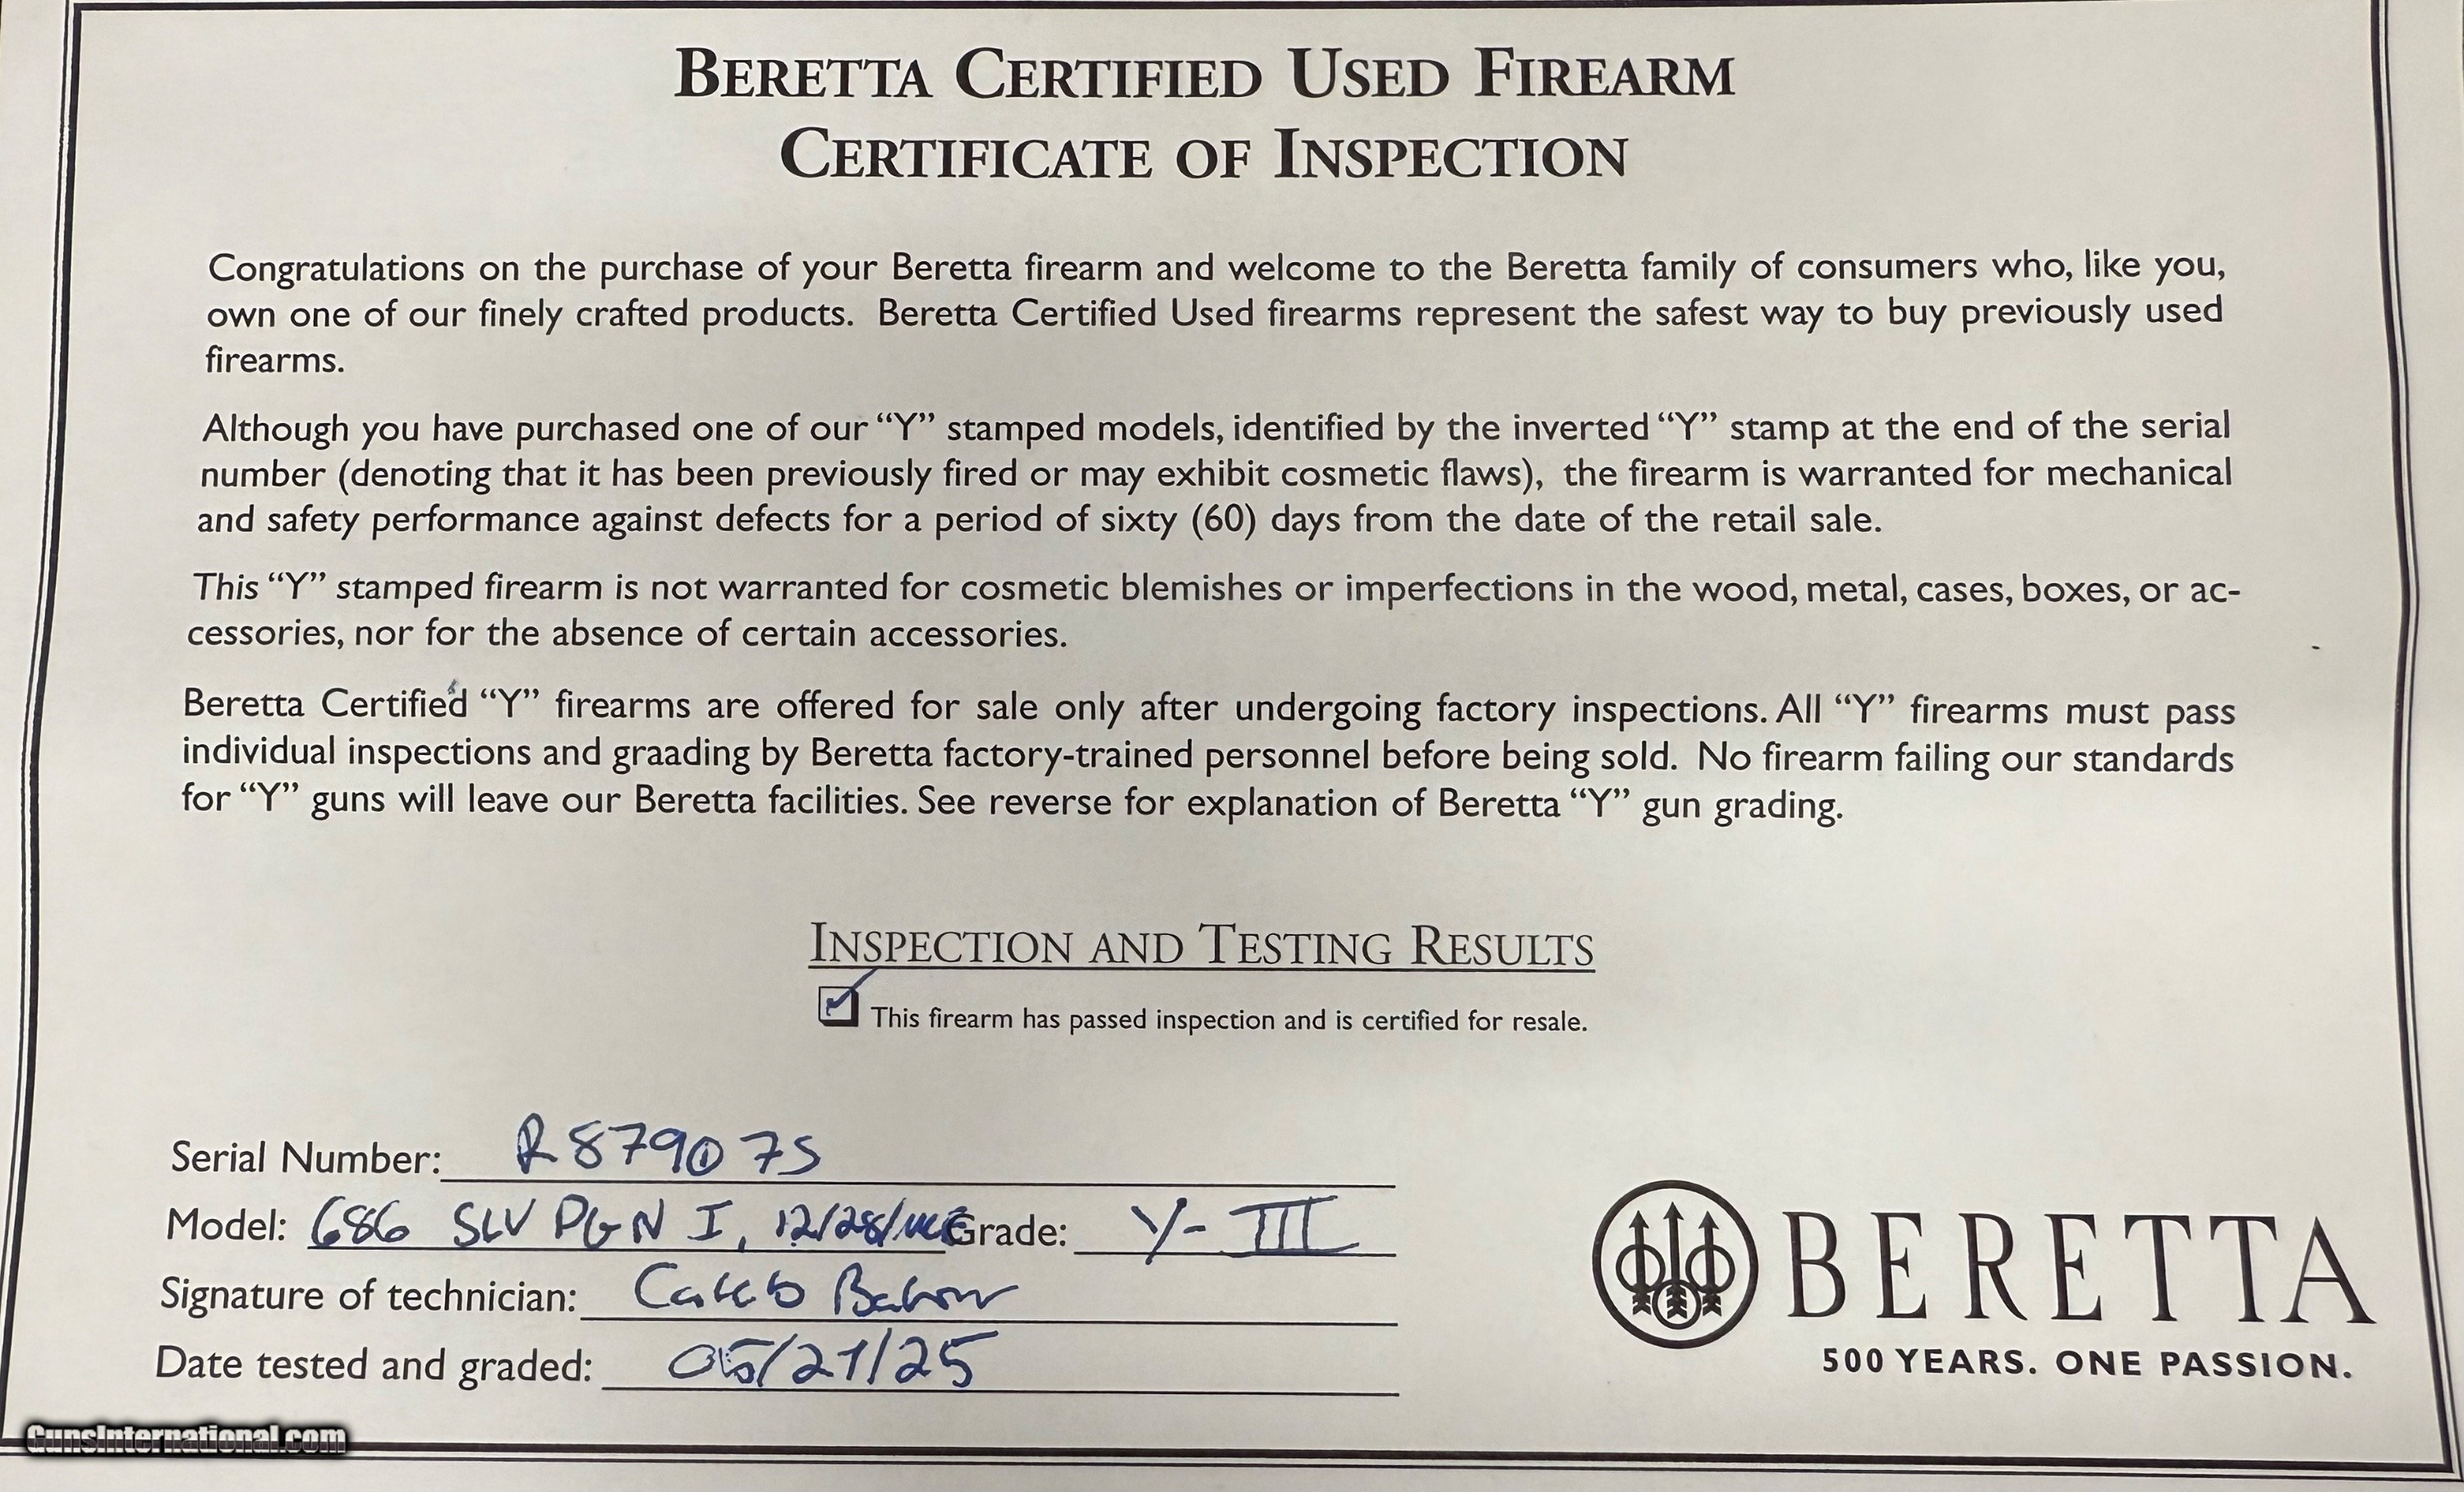 BERETTA CERTIFIED USED FIREARM
CERTIFICATE OF INSPECTION
Congratulations on the purchase of your Beretta firearm and welcome to the Beretta family of consumers who, like you,
own one of our finely crafted products. Beretta Certified Used firearms represent the safest way to buy previously used
firearms.
Although you have purchased one of our “Y” stamped models, identified by the inverted “Y” stamp at the end of the serial
number (denoting that it has been previously fired or may exhibit cosmetic flaws), the firearm is warranted for mechanical
and safety performance against defects for a period of sixty (60) days from the date of the retail sale.
This “Y” stamped firearm is not warranted for cosmetic blemishes or imperfections in the wood, metal, cases, boxes, or ac-
cessories, nor for the absence of certain accessories.
Beretta Certified “Y” firearms are offered for sale only after undergoing factory inspections. All “Y” firearms must pass
individual inspections and graading by Beretta factory-trained personnel before being sold. No firearm failing our standards
for “Y” guns will leave our Beretta facilities. See reverse for explanation of Beretta “Y” gun grading.
INSPECTION AND TESTING RESULTS
This firearm has passed inspection and is certified for resale.
Serial Number: R87907S
Model: 686 SLV PGN I, 12/28/ Grade: Y-III
Signature of technician: Caleb
Date tested and graded: 05/21/25
BERETTA
500 YEARS. ONE PASSION.
GunsInternational.com